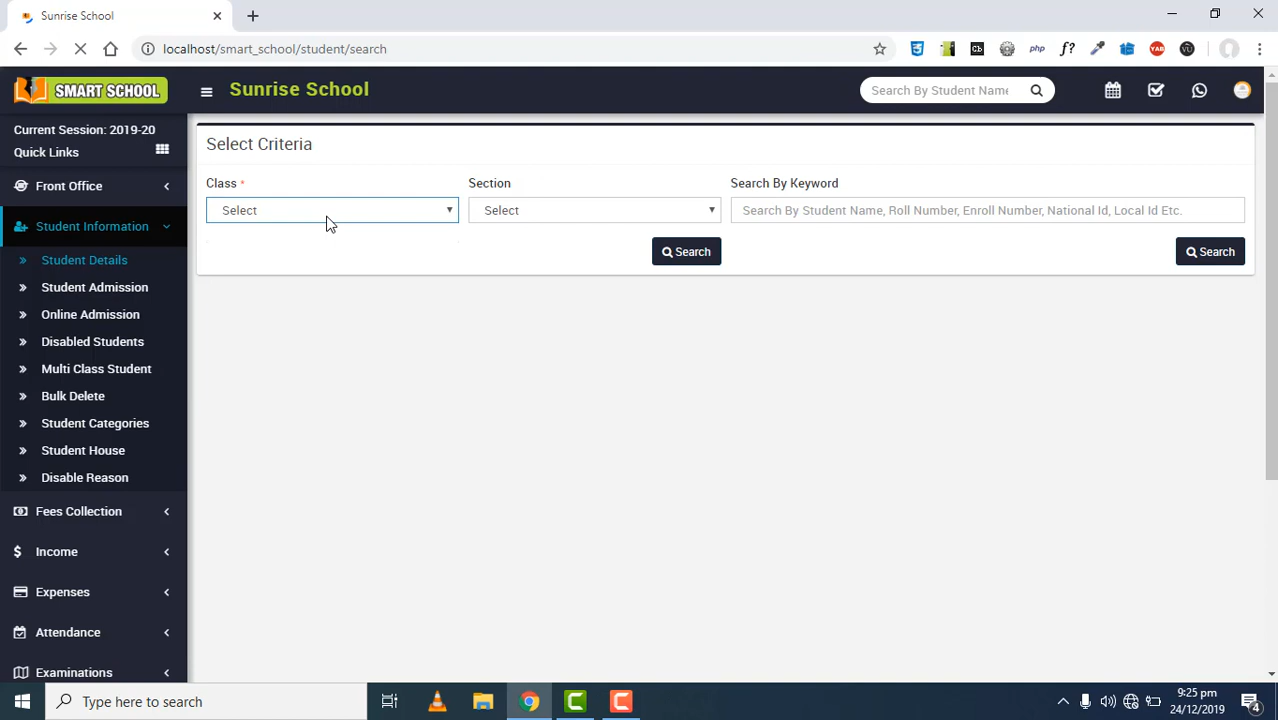 Sunrise School
localhost/smart_school/student/search
php
f?
YAB
SMART SCHOOL
Sunrise School
Search By Student Name
Current Session: 2019-20
Quick Links
Front Office
Student Information
Student Details
Student Admission
Online Admission
Disabled Students
Multi Class Student
Bulk Delete
Student Categories
Student House
Disable Reason
Fees Collection
Income
Expenses
Attendance
Examinations
Select Criteria
Class *
Section
Search By Keyword
Select
Select
Search By Student Name, Roll Number, Enroll Number, National Id, Local Id Etc.
Search
Search
Type here to search
9:25 pm
24/12/2019
4